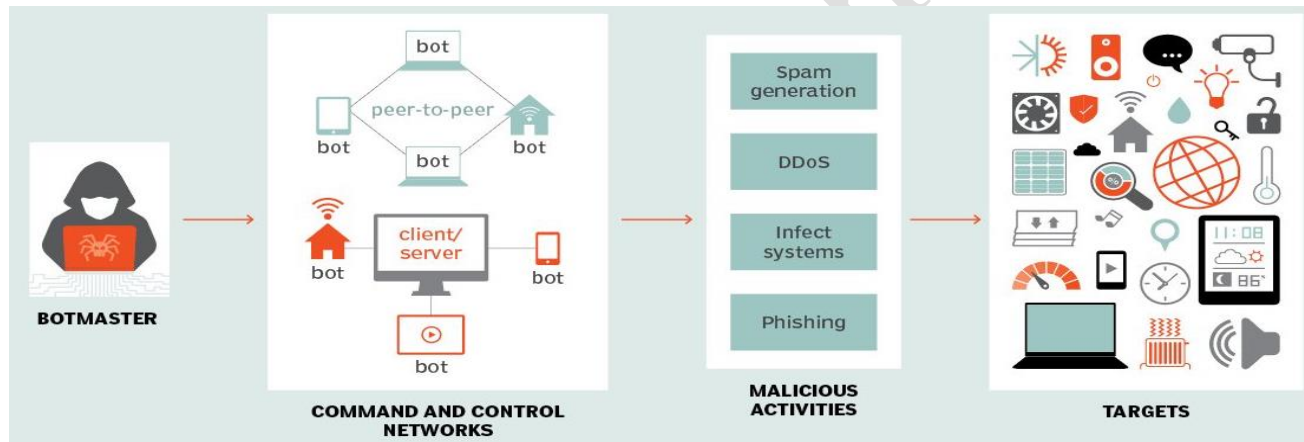 BOTMASTER
bot
peer-to-peer
bot
bot
bot
client/
server
bot
bot
bot
COMMAND AND CONTROL
NETWORKS
Spam
generation
DDoS
Infect
systems
Phishing
MALICIOUS
ACTIVITIES
%
11:08
86°
TARGETS